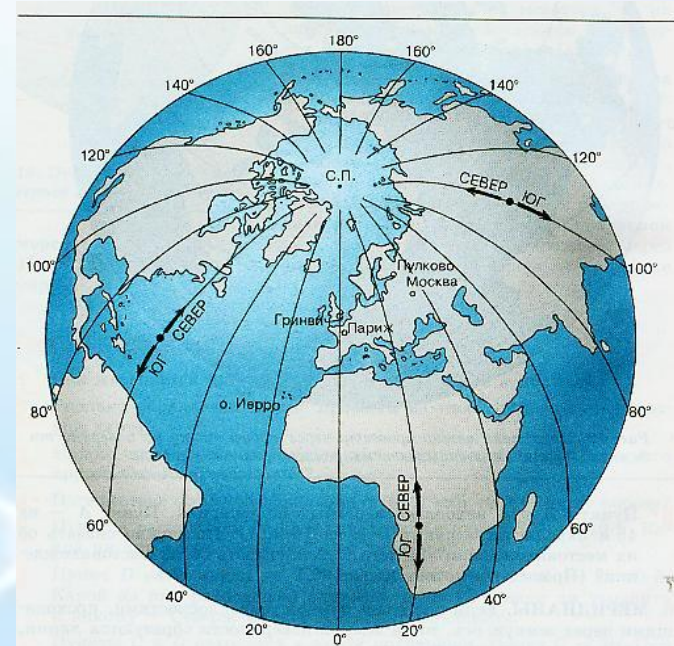 180°
160°
160°
140°
140°
120°
120°
С.П.
СЕВЕР ЮГ
100°
100°
Пулково
Москва
Гринвич
Париж
ЮГ СЕВЕР
о. Иерро
80°
80°
ЮГ СЕВЕР
60°
60°
40°
40°
20°
20°
0°